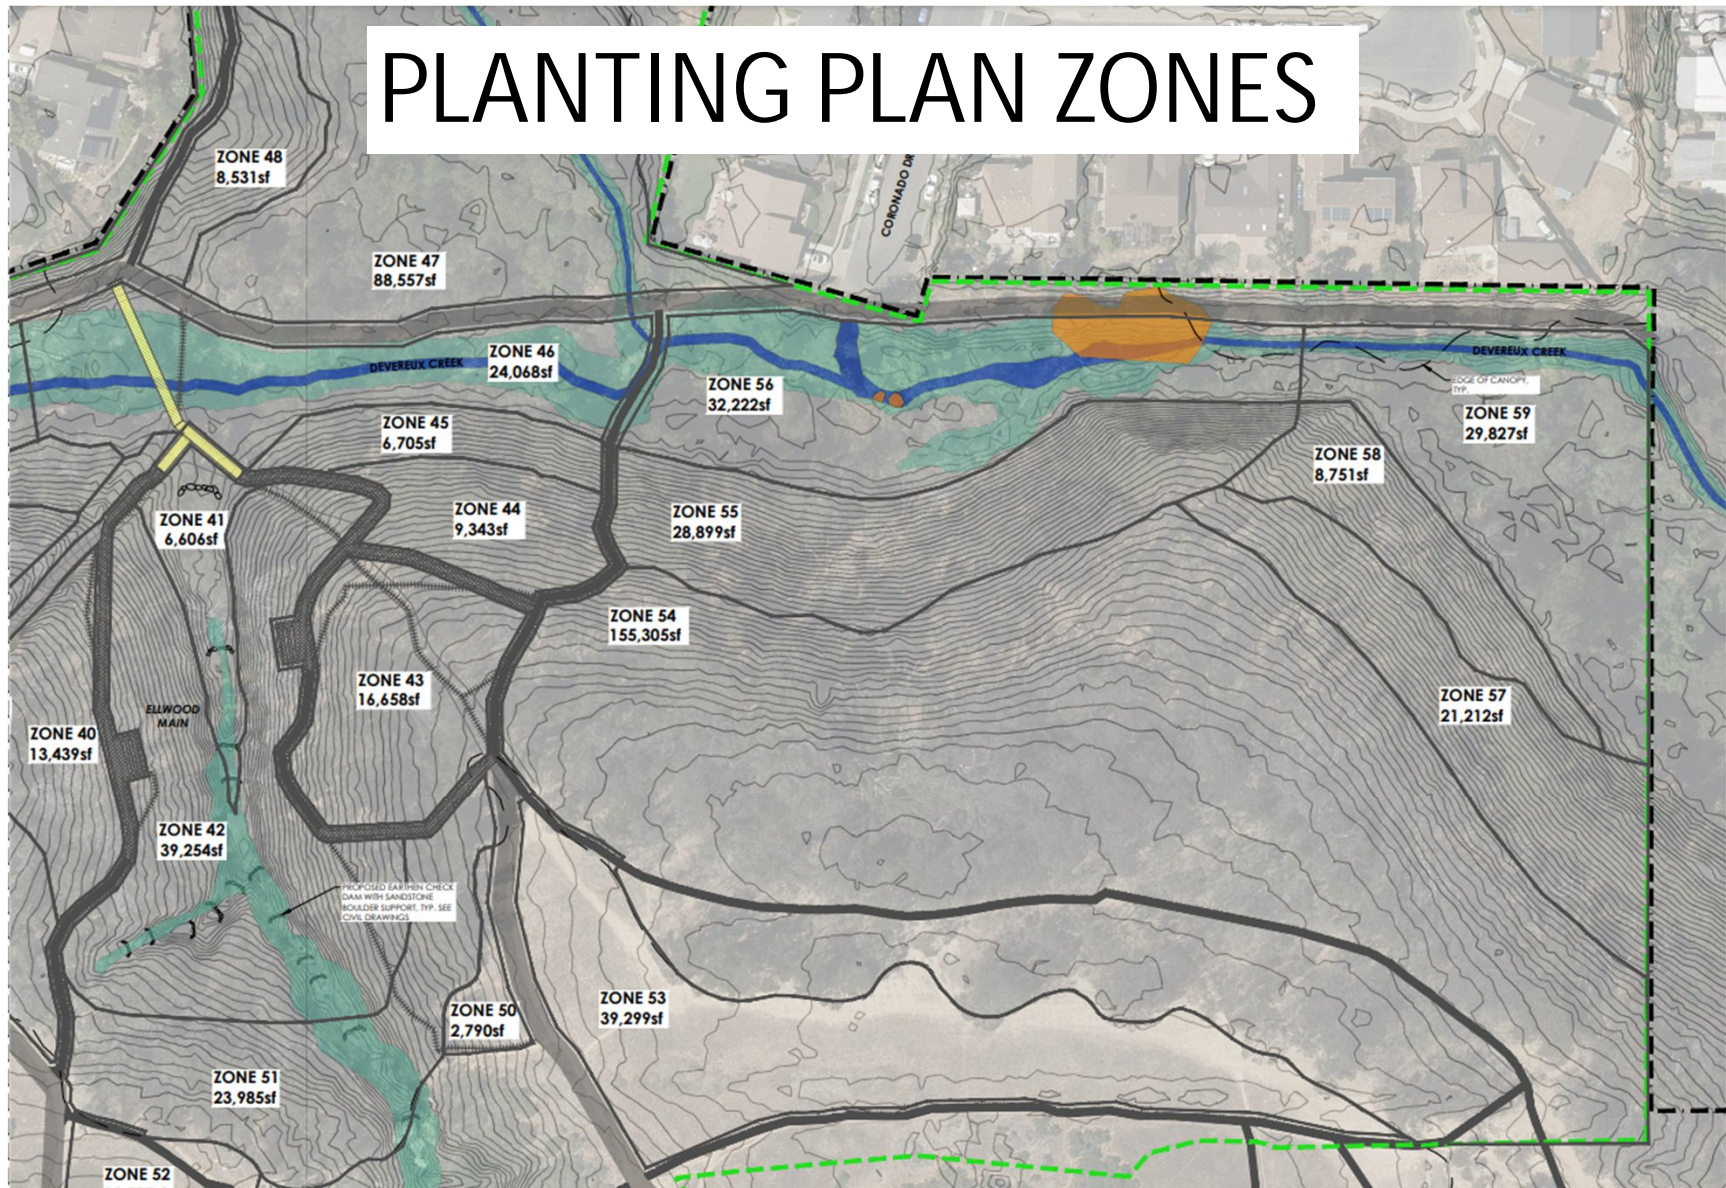 PLANTING PLAN ZONES
ZONE 48
8,531sf
CORONADO DR
ZONE 47
88,557sf
DEVEREUX CREEK
ZONE 46
24,068sf
ZONE 56
32,222sf
DEVEREUX CREEK
EDGE OF CANOPY,
TYP.
ZONE 59
29,827sf
ZONE 45
6,705sf
ZONE 58
8,751sf
ZONE 41
6,606sf
ZONE 44
9,343sf
ZONE 55
28,899sf
ZONE 54
155,305sf
ZONE 43
16,658sf
ELLWOOD
MAIN
ZONE 40
13,439sf
ZONE 57
21,212sf
ZONE 42
39,254sf
PROPOSED EARTHEN CHECK
DAM WITH SANDSTONE
BOULDER SUPPORT, TYP. SEE
CIVIL DRAWINGS
ZONE 50
2,790sf
ZONE 53
39,299sf
ZONE 51
23,985sf
ZONE 52